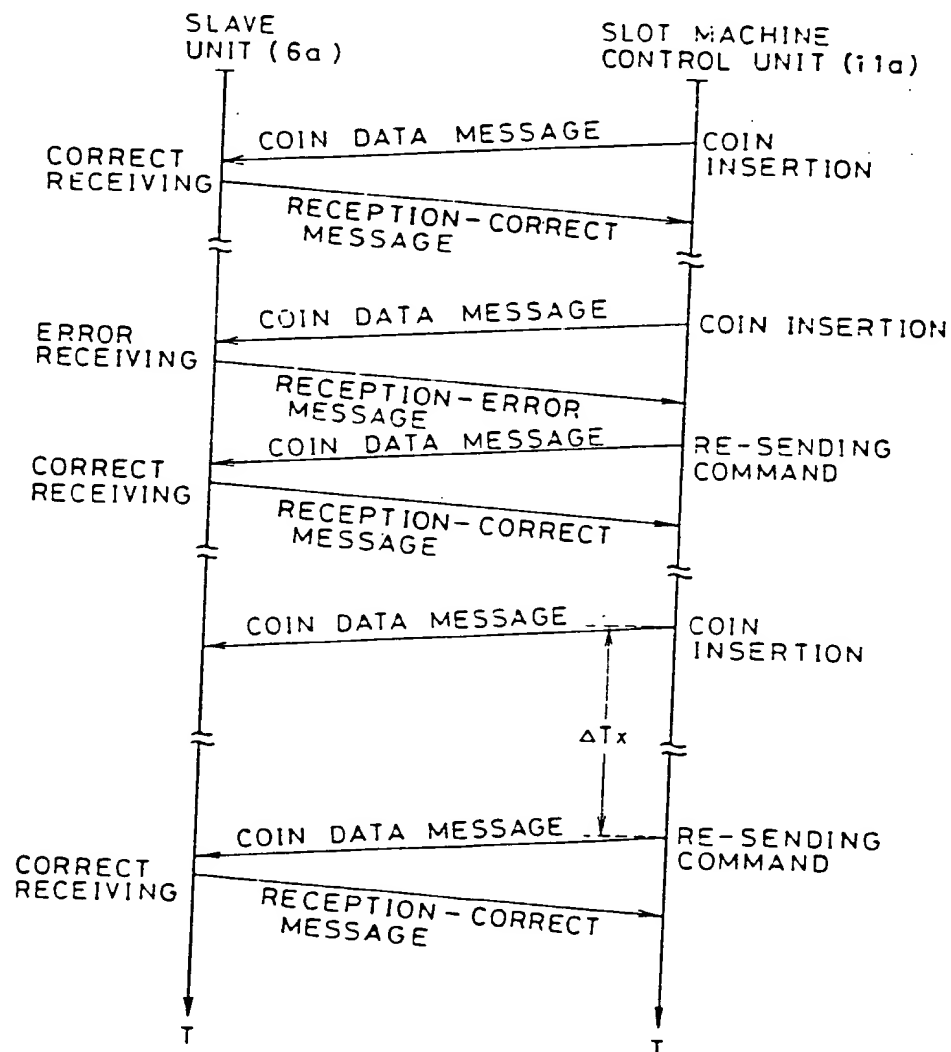 SLAVE
UNIT (6a)
SLOT MACHINE
CONTROL UNIT (11a)
COIN DATA MESSAGE
COIN
INSERTION
CORRECT
RECEIVING
RECEPTION-CORRECT
MESSAGE
COIN DATA MESSAGE
COIN INSERTION
ERROR
RECEIVING
RECEPTION-ERROR
MESSAGE
COIN DATA MESSAGE
RE-SENDING
COMMAND
CORRECT
RECEIVING
RECEPTION-CORRECT
MESSAGE
COIN DATA MESSAGE
COIN
INSERTION
ΔTx
COIN DATA MESSAGE
RE-SENDING
COMMAND
CORRECT
RECEIVING
RECEPTION-CORRECT
MESSAGE
T
T